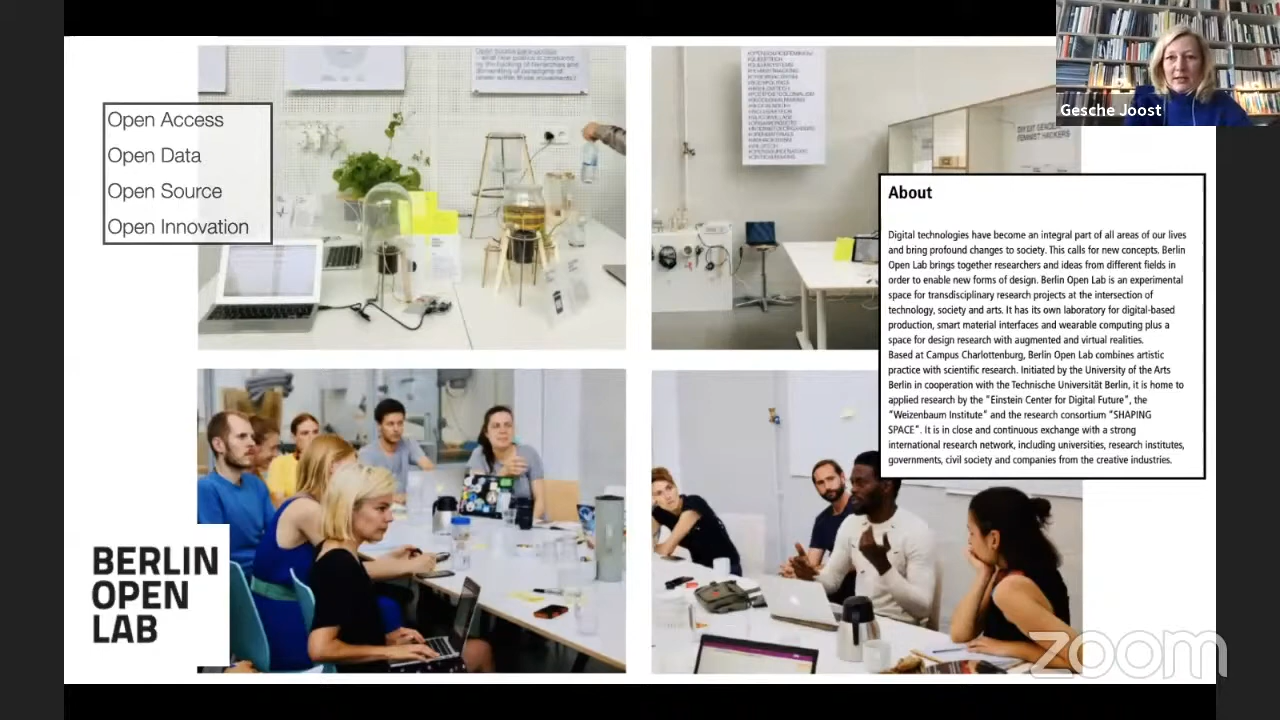 Gesche Joost
Open Access
Open Data
Open Source
Open Innovation
About
Digital technologies have become an integral part of all areas of our lives
and bring profound changes to society. This calls for new concepts. Berlin
Open Lab brings together researchers and ideas from different fields in
order to enable new forms of design. Berlin Open Lab is an experimental
space for transdisciplinary research projects at the intersection of
technology, society and arts. It has its own laboratory for digital-based
production, smart material interfaces and wearable computing plus a
space for design research with augmented and virtual realities.
Based at Campus Charlottenburg, Berlin Open Lab combines artistic
practice with scientific research. Initiated by the University of the Arts
Berlin in cooperation with the Technische Universität Berlin, it is home to
applied research by the "Einstein Center for Digital Future", the
"Weizenbaum Institute" and the research consortium "SHAPING
SPACE". It is in close and continuous exchange with a strong
international research network, including universities, research institutes,
governments, civil society and companies from the creative industries.
BERLIN
OPEN
LAB
zoom